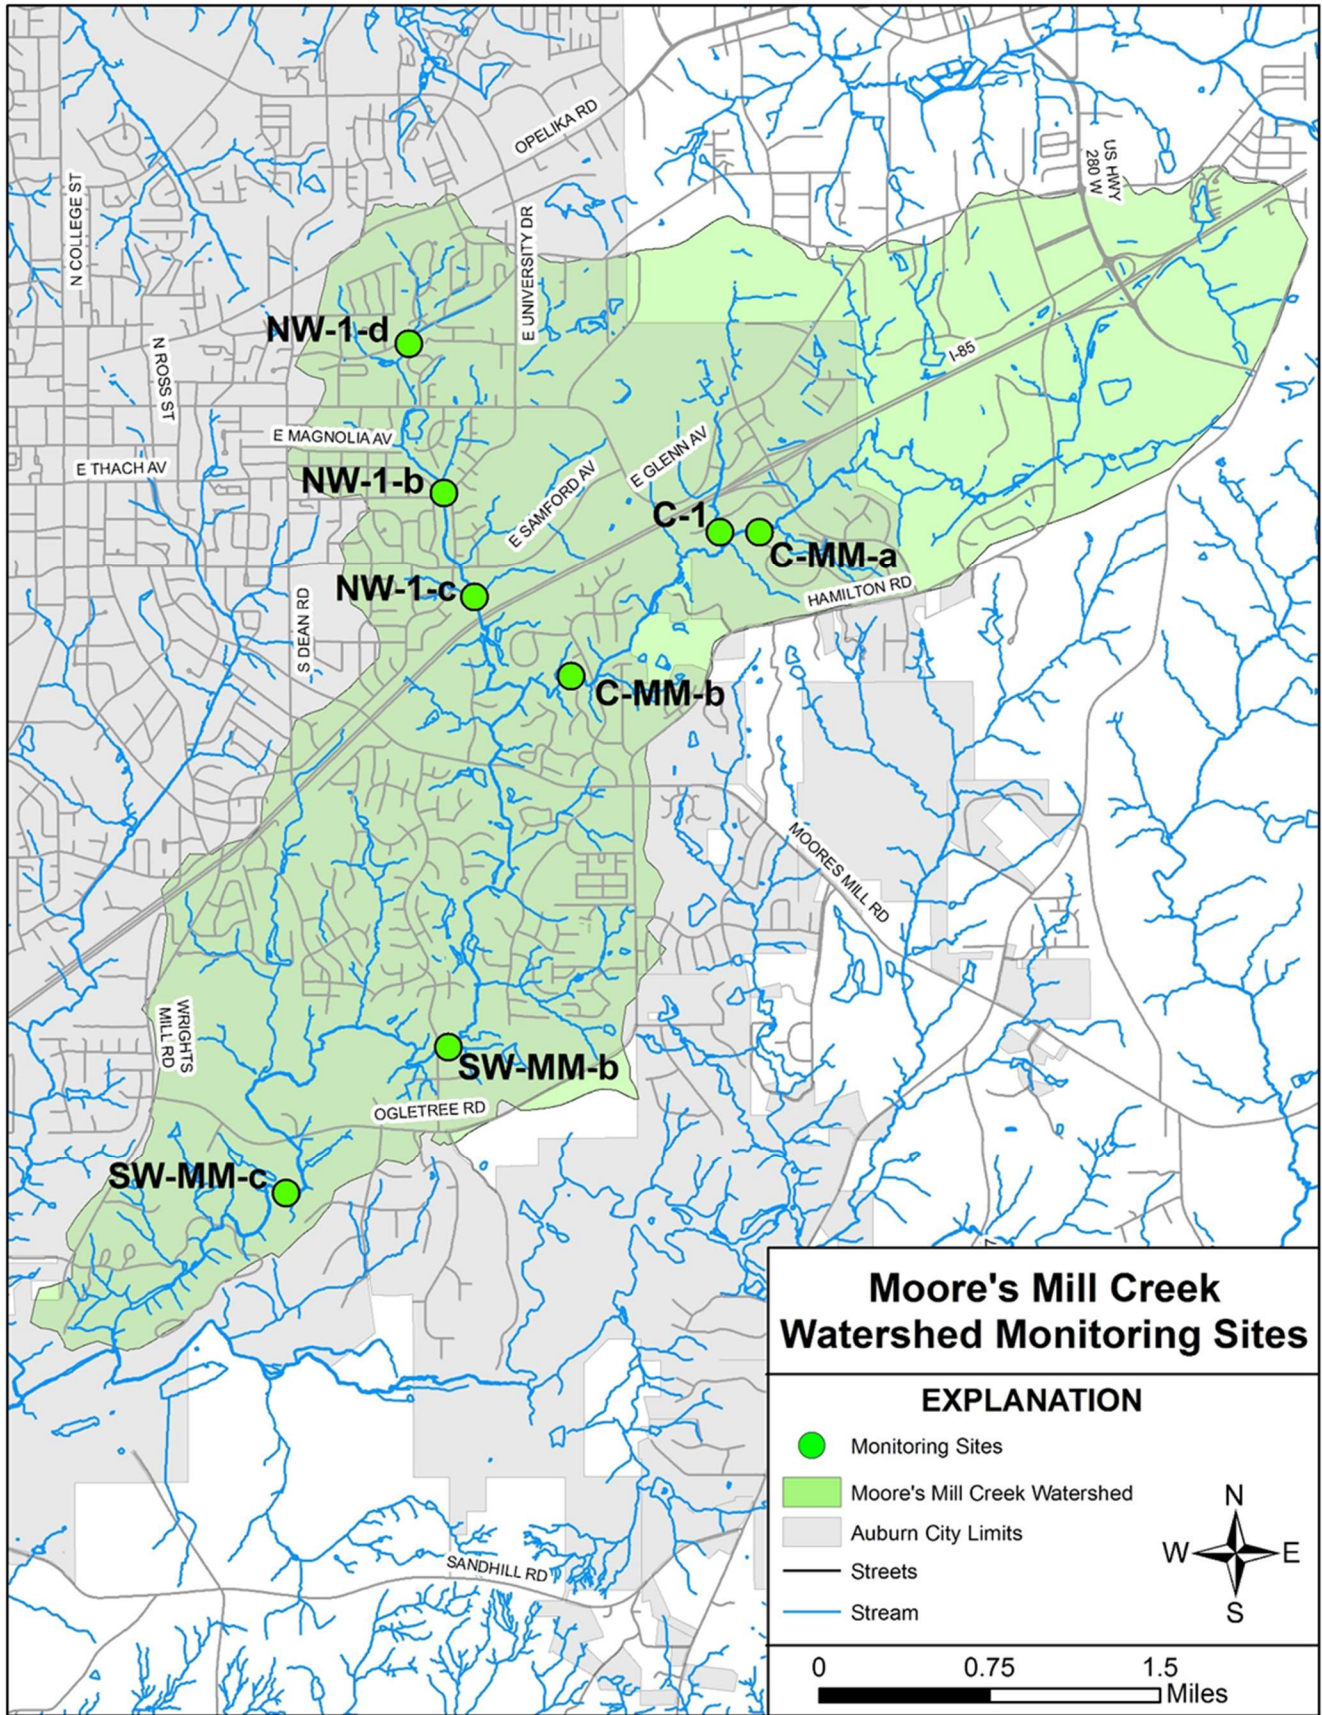 OPELIKA RD
US HWY
280 W
N COLLEGE ST
E UNIVERSITY DR
NW-1-d
I-85
N ROSS ST
E MAGNOLIA AV
E GLENN AV
E THACH AV
NW-1-b
E SAMFORD AV
C-1
C-MM-a
NW-1-c
HAMILTON RD
S DEAN RD
C-MM-b
MOORES MILL RD
WRIGHTS
MILL RD
SW-MM-b
OGLETREE RD
SW-MM-c
Moore's Mill Creek
Watershed Monitoring Sites
EXPLANATION
Monitoring Sites
Moore's Mill Creek Watershed
Auburn City Limits
Streets
Stream
N
W E
S
SANDHILL RD
0 0.75 1.5
Miles